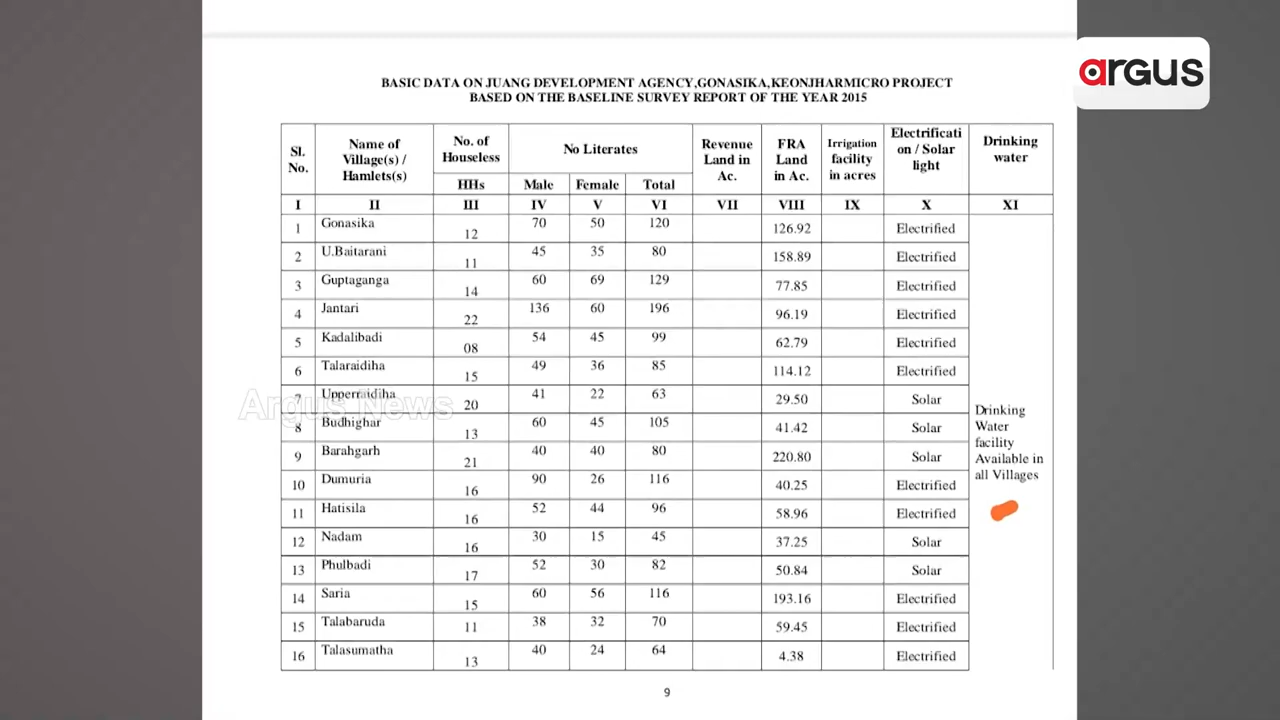 argus
BASIC DATA ON JUANG DEVELOPMENT AGENCY,GONASIKA,KEONJHARMICRO PROJECT
BASED ON THE BASELINE SURVEY REPORT OF THE YEAR 2015
Sl. No. Name of Village(s) / Hamlets(s) No. of Houseless No Literates Revenue Land in Ac. FRA Land in Ac. Irrigation facility in acres Electrificati on / Solar light Drinking water
HHs Male Female Total
I II III IV V VI VII VIII IX X XI
1 Gonasika 12 70 50 120 126.92 Electrified
2 U.Baitarani 11 45 35 80 158.89 Electrified
3 Guptaganga 14 60 69 129 77.85 Electrified
4 Jantari 22 136 60 196 96.19 Electrified
5 Kadalibadi 08 54 45 99 62.79 Electrified
6 Talaraidiha 15 49 36 85 114.12 Electrified
7 Upperraidiha 20 41 22 63 29.50 Solar
8 Budhighar 13 60 45 105 41.42 Solar
9 Barahgarh 21 40 40 80 220.80 Solar
10 Dumuria 16 90 26 116 40.25 Electrified
11 Hatisila 16 52 44 96 58.96 Electrified
12 Nadam 16 30 15 45 37.25 Solar
13 Phulbadi 17 52 30 82 50.84 Solar
14 Saria 15 60 56 116 193.16 Electrified
15 Talabaruda 11 38 32 70 59.45 Electrified
16 Talasumatha 13 40 24 64 4.38 Electrified
Drinking
Water
facility
Available in
all Villages
Argus News
9